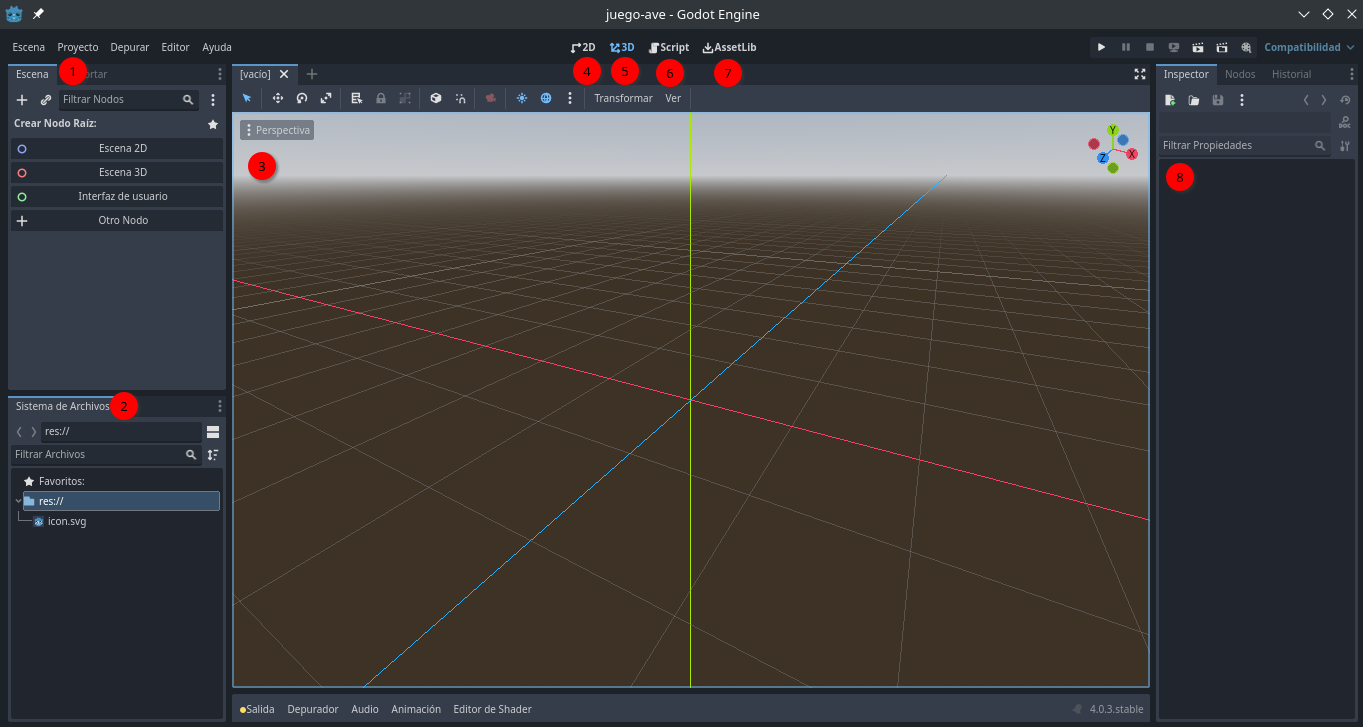 juego-ave - Godot Engine
Escena Proyecto Depurar Editor Ayuda
2D 3D Script AssetLib
Compatibilidad
1 4 5 6 7
Escena
[vacío]
Inspector Nodos Historial
Filtrar Nodos
Transformar Ver
Crear Nodo Raíz:
Perspectiva
Y
X
Z
Filtrar Propiedades
Escena 2D
3
8
Escena 3D
Interfaz de usuario
Otro Nodo
Sistema de Archivos 2
res://
Filtrar Archivos
Favoritos:
res://
icon.svg
Salida Depurador Audio Animación Editor de Shader
4.0.3.stable